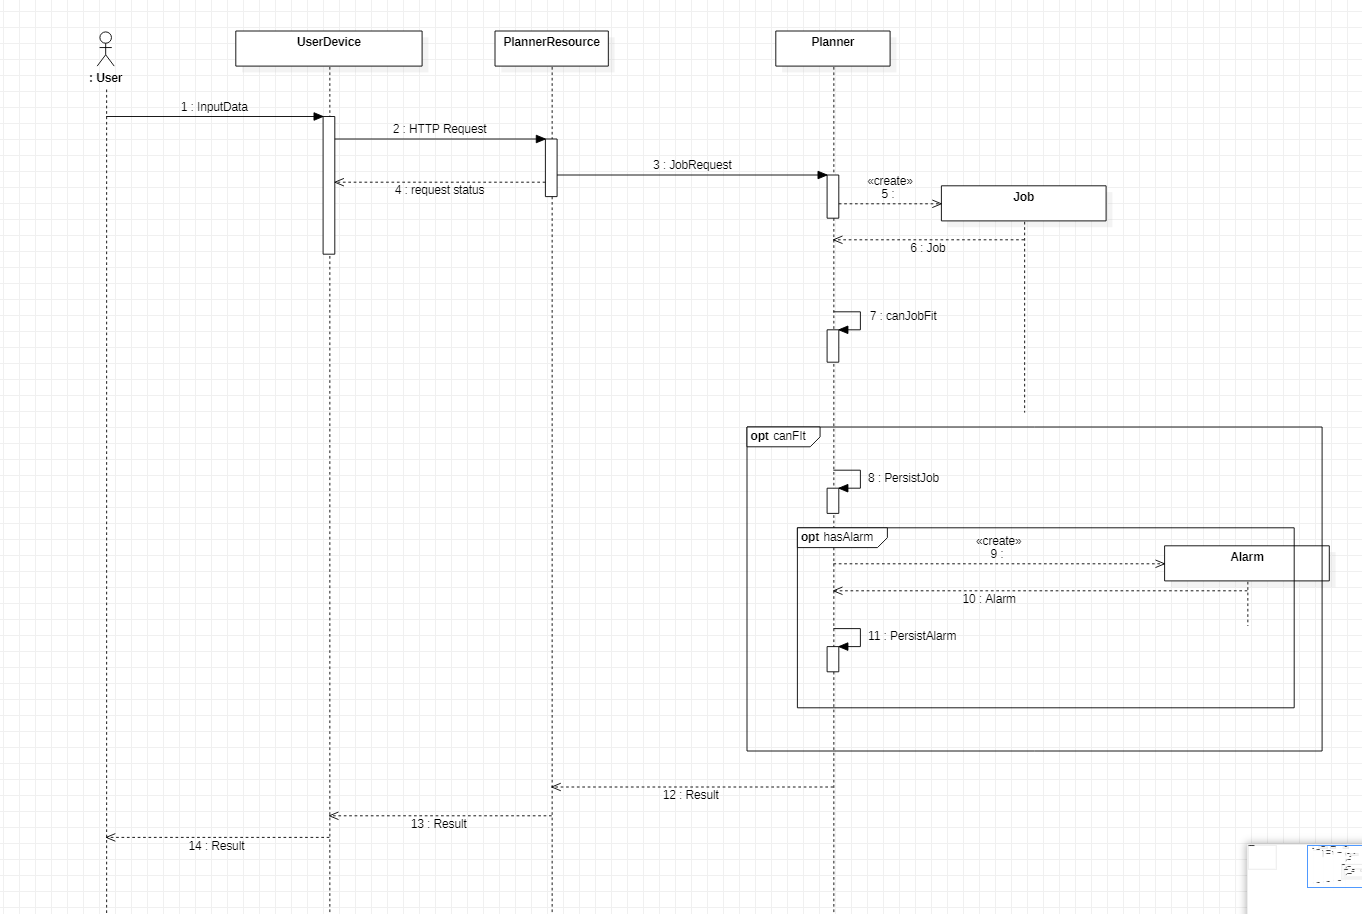 UserDevice
PlannerResource
Planner
: User
1 : InputData
2 : HTTP Request
3 : JobRequest
4 : request status
«create»
5 :
Job
6 : Job
7 : canJobFit
opt canFIt
8 : PersistJob
opt hasAlarm
«create»
9 :
Alarm
10 : Alarm
11 : PersistAlarm
12 : Result
13 : Result
14 : Result